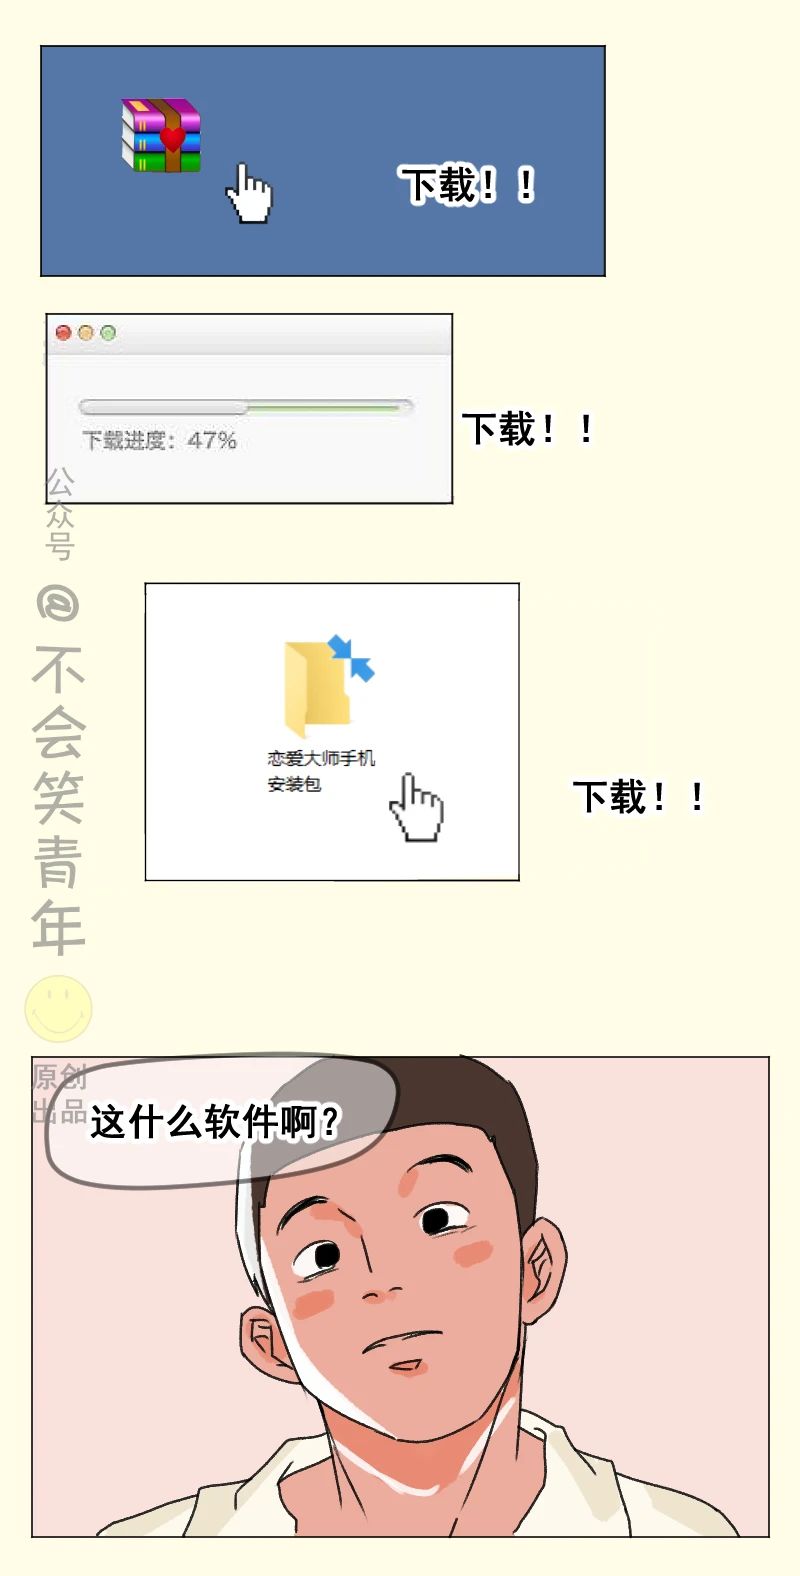 下载！！
下载进度：47%
下载！！
公众号
@不会笑青年
恋爱大师手机
安装包
下载！！
原创
出品
这什么软件啊？